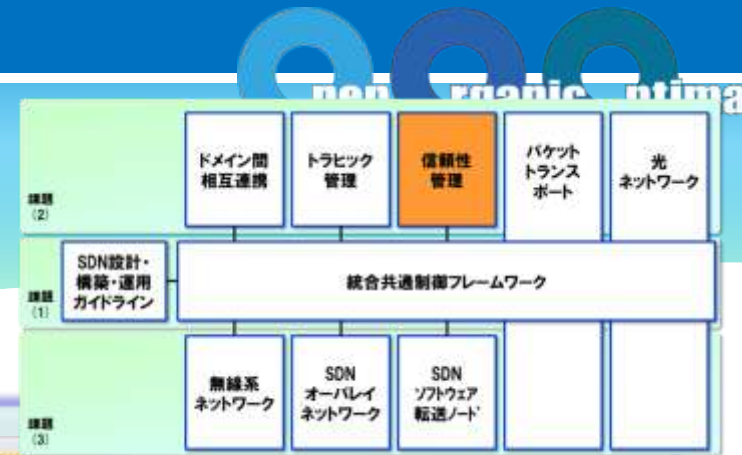 pen rganic ptima
ドメイン間
相互連携
トラヒック
管理
信頼性
管理
パケット
トランス
ポート
光
ネットワーク
課題
(2)
SDN設計・
構築・運用
ガイドライン
統合共通制御フレームワーク
課題
(1)
無線系
ネットワーク
SDN
オーバレイ
ネットワーク
SDN
ソフトウェア
転送ノード
課題
(3)